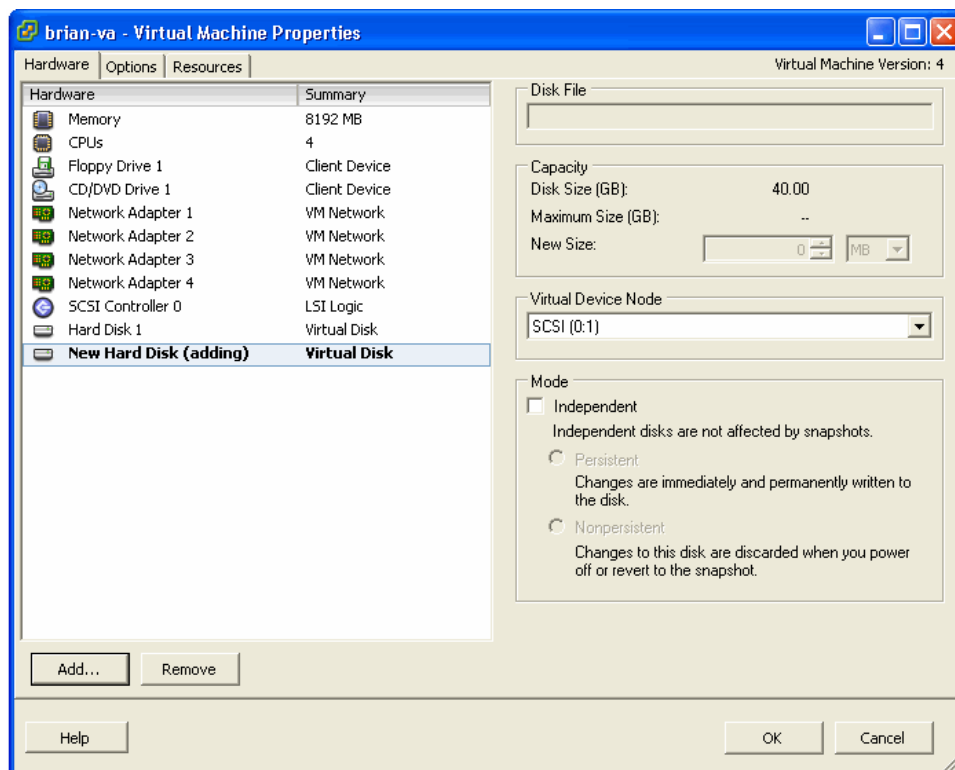 brian-va - Virtual Machine Properties
Hardware Options Resources Virtual Machine Version: 4
Hardware Summary
Memory 8192 MB
CPUs 4
Floppy Drive 1 Client Device
CD/DVD Drive 1 Client Device
Network Adapter 1 VM Network
Network Adapter 2 VM Network
Network Adapter 3 VM Network
Network Adapter 4 VM Network
SCSI Controller 0 LSI Logic
Hard Disk 1 Virtual Disk
New Hard Disk (adding) Virtual Disk
Disk File
Capacity
Disk Size (GB): 40.00
Maximum Size (GB): --
New Size: 0 MB
Virtual Device Node
SCSI (0:1)
Mode
Independent
Independent disks are not affected by snapshots.
Persistent
Changes are immediately and permanently written to
the disk.
Nonpersistent
Changes to this disk are discarded when you power
off or revert to the snapshot.
Add... Remove
Help OK Cancel